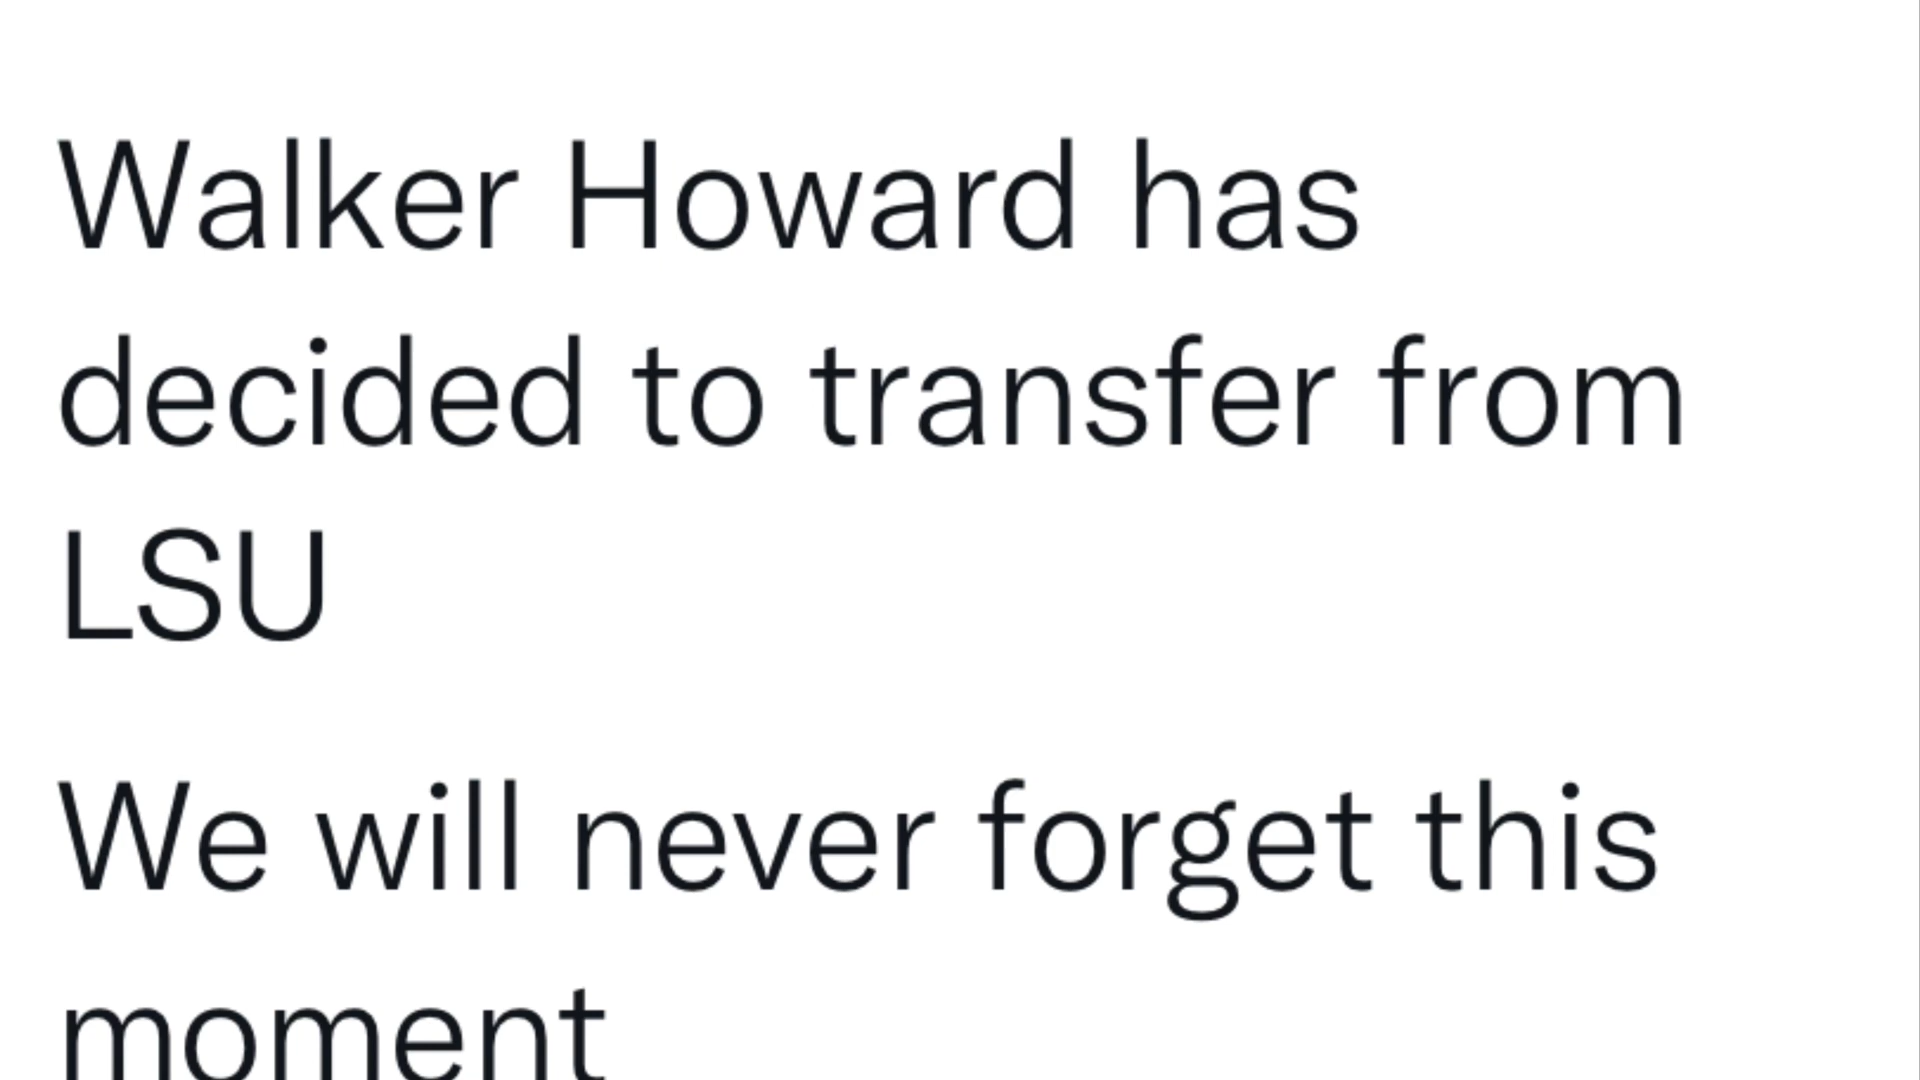 Walker Howard has
decided to transfer from
LSU
We will never forget this
moment